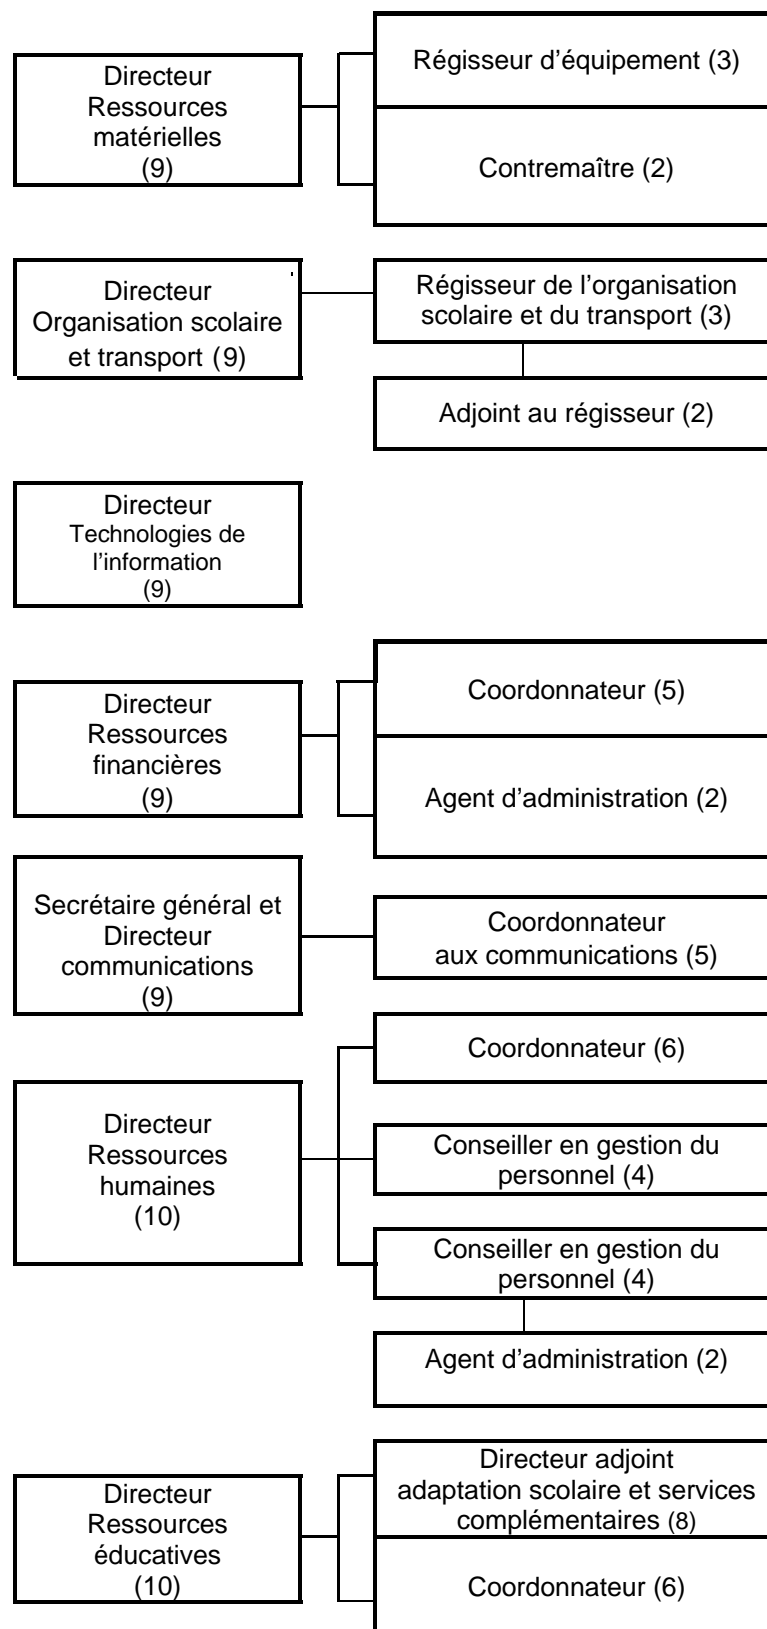 Directeur
Ressources
matérielles
(9)
Régisseur d'équipement (3)
Contremaître (2)
Directeur
Organisation scolaire
et transport (9)
Régisseur de l'organisation
scolaire et du transport (3)
Adjoint au régisseur (2)
Directeur
Technologies de
l'information
(9)
Directeur
Ressources
financières
(9)
Coordonnateur (5)
Agent d'administration (2)
Secrétaire général et
Directeur
communications
(9)
Coordonnateur
aux communications (5)
Directeur
Ressources
humaines
(10)
Coordonnateur (6)
Conseiller en gestion du
personnel (4)
Conseiller en gestion du
personnel (4)
Agent d'administration (2)
Directeur
Ressources
éducatives
(10)
Directeur adjoint
adaptation scolaire et services
complémentaires (8)
Coordonnateur (6)